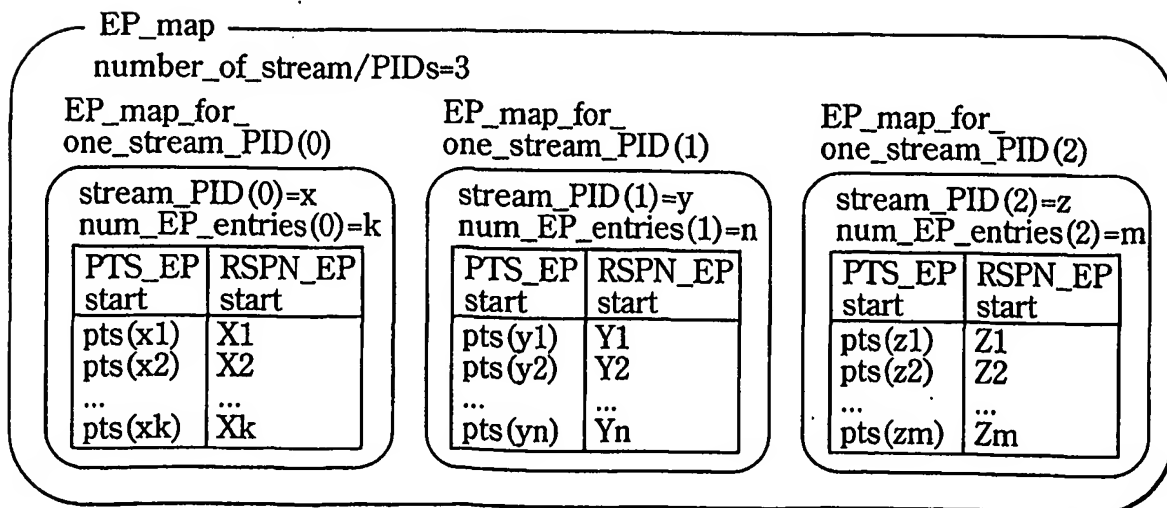 EP_map
number_of_stream/PIDs=3
EP_map_for_
one_stream_PID(0)
stream_PID(0)=x
num_EP_entries(0)=k
PTS_EP RSPN_EP
start start
pts(x1) X1
pts(x2) X2
... ...
pts(xk) Xk
EP_map_for_
one_stream_PID(1)
stream_PID(1)=y
num_EP_entries(1)=n
PTS_EP RSPN_EP
start start
pts(y1) Y1
pts(y2) Y2
... ...
pts(yn) Yn
EP_map_for_
one_stream_PID(2)
stream_PID(2)=z
num_EP_entries(2)=m
PTS_EP RSPN_EP
start start
pts(z1) Z1
pts(z2) Z2
... ...
pts(zm) Zm